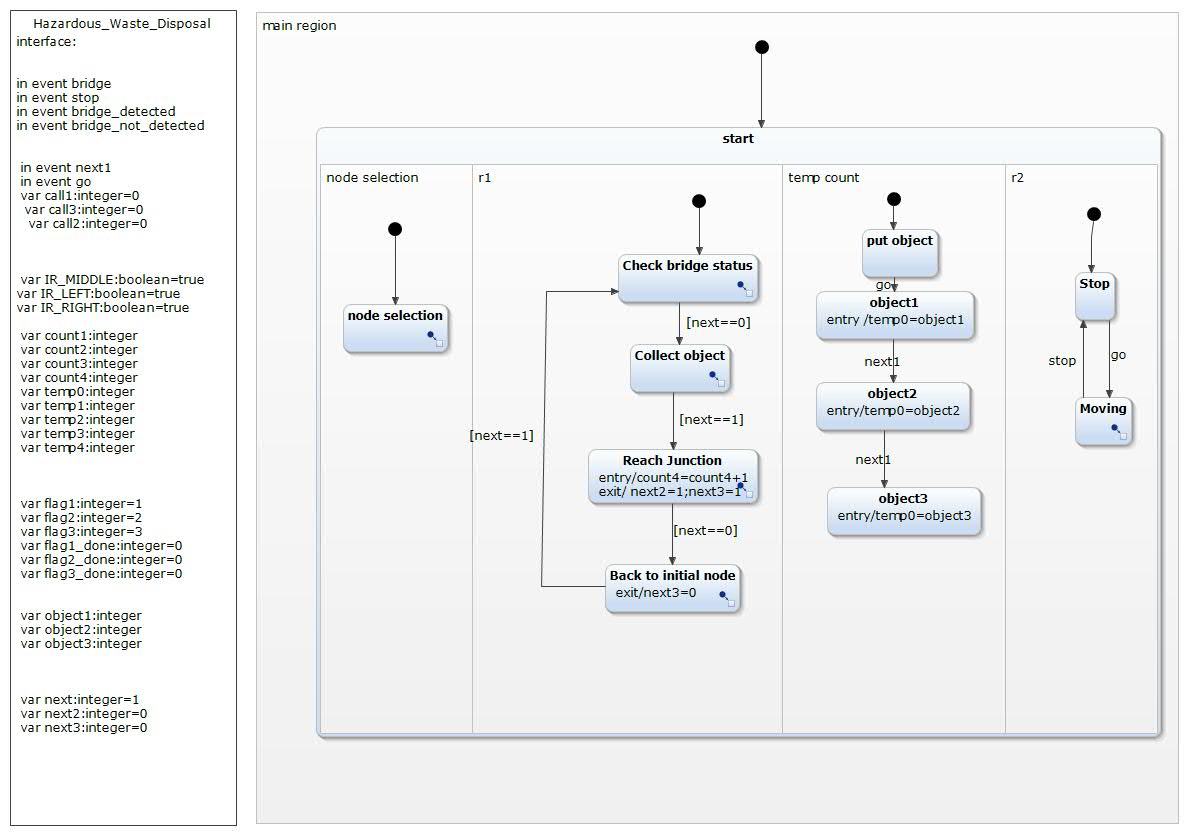 Hazardous_Waste_Disposal
interface:
in event bridge
in event stop
in event bridge_detected
in event bridge_not_detected
in event next1
in event go
var call1:integer=0
var call3:integer=0
var call2:integer=0
var IR_MIDDLE:boolean=true
var IR_LEFT:boolean=true
var IR_RIGHT:boolean=true
var count1:integer
var count2:integer
var count3:integer
var count4:integer
var temp0:integer
var temp1:integer
var temp2:integer
var temp3:integer
var temp4:integer
var flag1:integer=1
var flag2:integer=2
var flag3:integer=3
var flag1_done:integer=0
var flag2_done:integer=0
var flag3_done:integer=0
var object1:integer
var object2:integer
var object3:integer
var next:integer=1
var next2:integer=0
var next3:integer=0
main region
start
node selection
node selection
r1
Check bridge status
[next==0]
Collect object
[next==1]
[next==1]
Reach Junction
entry/count4=count4+1
exit/ next2=1;next3=1
[next==0]
Back to initial node
exit/next3=0
temp count
put object
go
object1
entry /temp0=object1
next1
object2
entry/temp0=object2
next1
object3
entry/temp0=object3
r2
Stop
stop
go
Moving